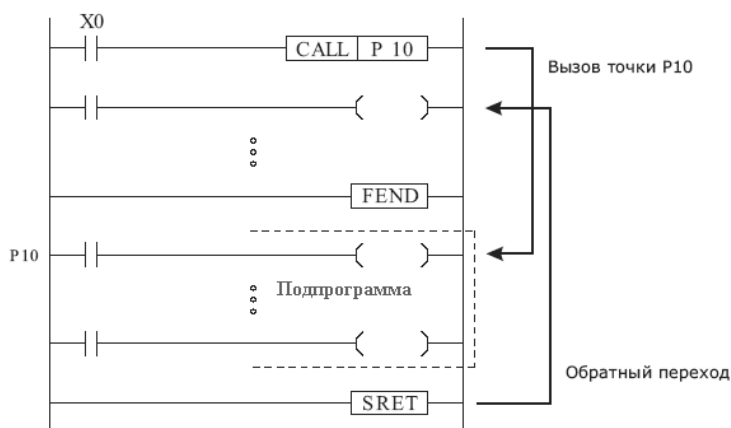 X0
CALL P 10
Вызов точки P10
FEND
P10
Подпрограмма
Обратный переход
SRET